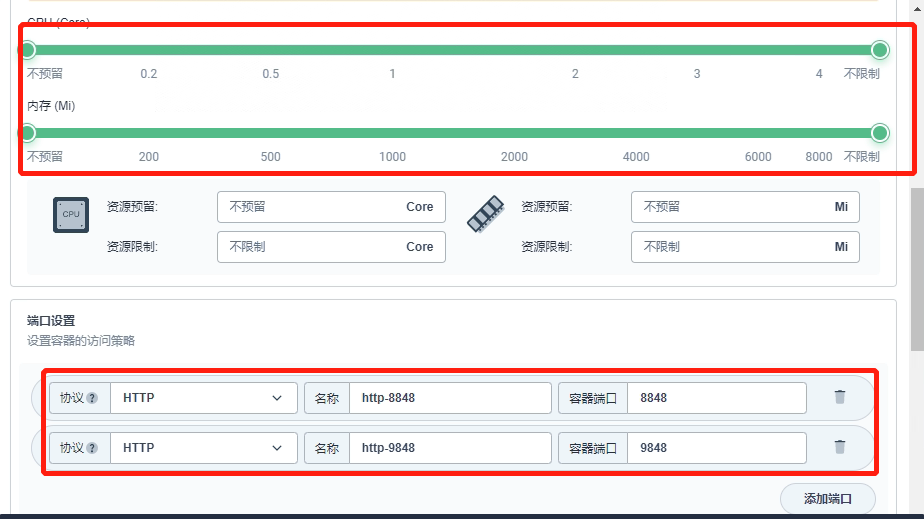 CPU (Core)
不预留 0.2 0.5 1 2 3 4 不限制
内存 (Mi)
不预留 200 500 1000 2000 4000 6000 8000 不限制
CPU 资源预留: 不预留 Core 资源预留: 不预留 Mi
资源限制: 不限制 Core 资源限制: 不限制 Mi
端口设置
设置容器的访问策略
协议 ? HTTP 名称 http-8848 容器端口 8848
协议 ? HTTP 名称 http-9848 容器端口 9848
添加端口